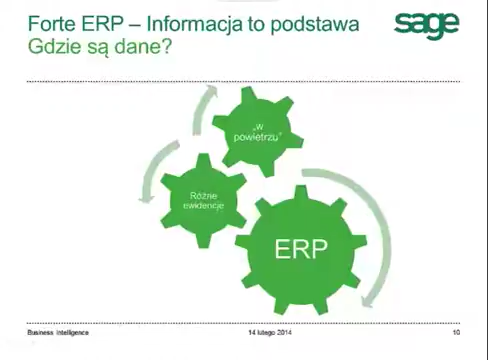 Forte ERP – Informacja to podstawa
sage
Gdzie są dane?
„w
powietrzu”
Różne
ewidencje
ERP
Business Intelligence
14 lutego 2014
10